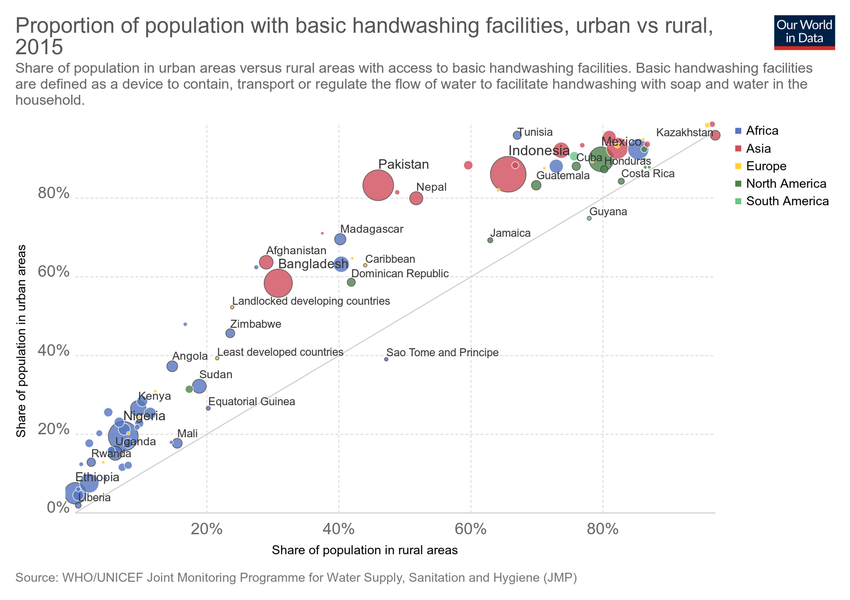 Proportion of population with basic handwashing facilities, urban vs rural,
2015
Our World
in Data
Share of population in urban areas versus rural areas with access to basic handwashing facilities. Basic handwashing facilities
are defined as a device to contain, transport or regulate the flow of water to facilitate handwashing with soap and water in the
household.
Africa
Asia
Europe
North America
South America
Share of population in urban areas
80%
60%
40%
20%
0%
Tunisia
Kazakhstan
Mexico
Indonesia
Cuba
Honduras
Pakistan
Guatemala
Costa Rica
Nepal
Guyana
Madagascar
Jamaica
Afghanistan
Bangladesh
Caribbean
Dominican Republic
Landlocked developing countries
Zimbabwe
Angola
Least developed countries
Sao Tome and Principe
Sudan
Kenya
Equatorial Guinea
Nigeria
Uganda
Mali
Rwanda
Ethiopia
Liberia
20%
40%
60%
80%
Share of population in rural areas
Source: WHO/UNICEF Joint Monitoring Programme for Water Supply, Sanitation and Hygiene (JMP)